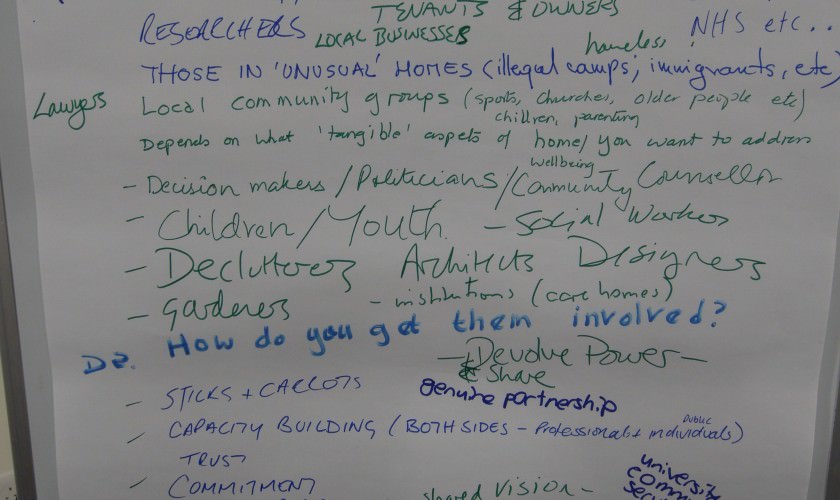 TENANTS & OWNERS
RESEARCHERS LOCAL BUSINESSES NHS etc..
homeless
THOSE IN 'UNUSUAL' HOMES (illegal camps, immigrants, etc)
Lawyers Local community groups (sports, churches, older people etc)
children, parenting
Depends on what 'tangible' aspects of home/ you want to address
wellbeing
- Decision makers / Politicians / Community Counsellor
- Children / Youth - Social Workers
- Declutterers Architects Designers
- gardeners - institutions (care homes)
D2. How do you get them involved?
- Devolve Power -
& Share
- STICKS + CARROTS genuine partnership
- CAPACITY BUILDING (BOTH SIDES - Professionals + individuals)
Public
TRUST
- COMMITMENT
shared vision -
university